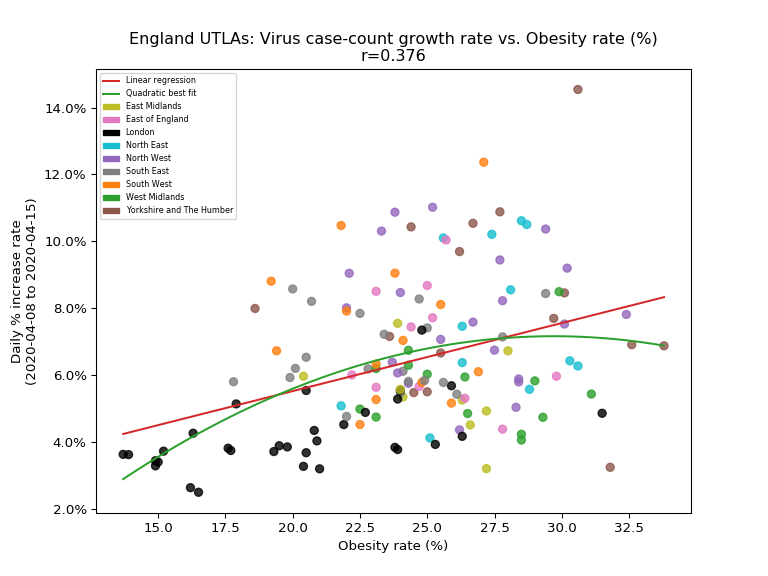 England UTLAs: Virus case-count growth rate vs. Obesity rate (%)
r=0.376
Linear regression
Quadratic best fit
East Midlands
East of England
London
North East
North West
South East
South West
West Midlands
Yorkshire and The Humber
14.0%
12.0%
10.0%
8.0%
6.0%
4.0%
2.0%
Daily % increase rate
(2020-04-08 to 2020-04-15)
15.0
17.5
20.0
22.5
25.0
27.5
30.0
32.5
Obesity rate (%)